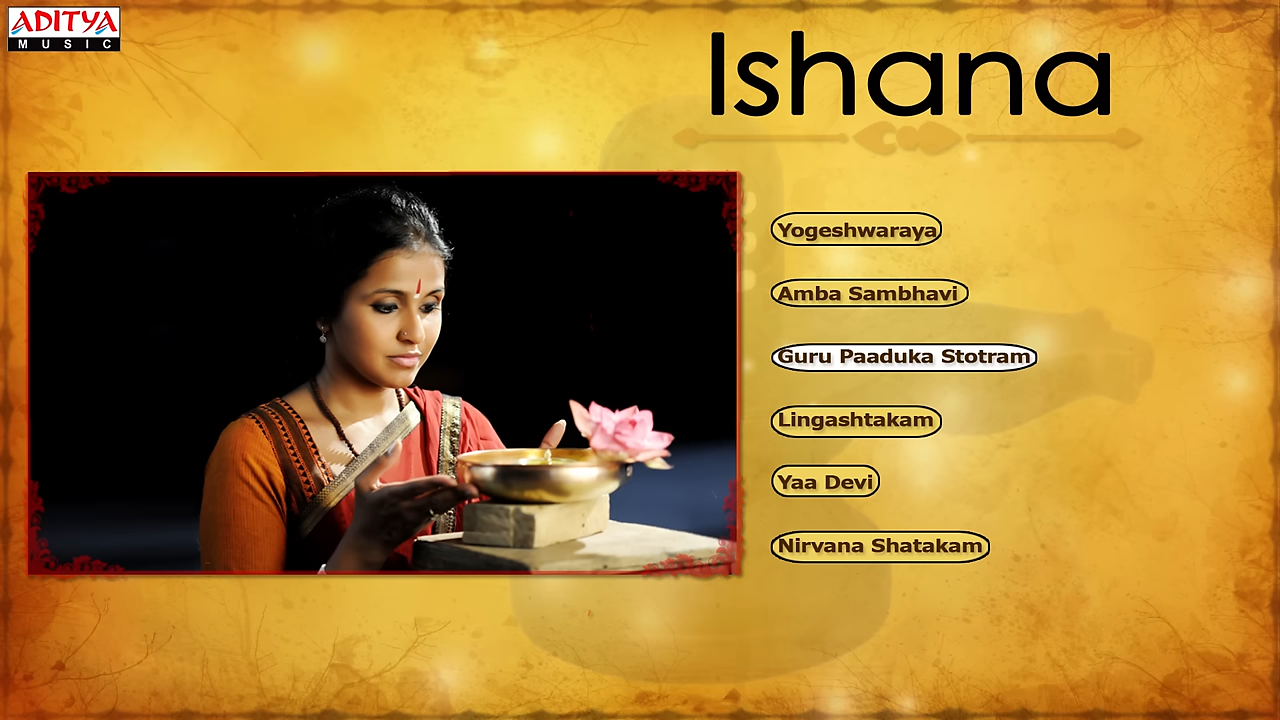 ADITYA
MUSIC
Ishana
Yogeshwaraya
Amba Sambhavi
Guru Paaduka Stotram
Lingashtakam
Yaa Devi
Nirvana Shatakam